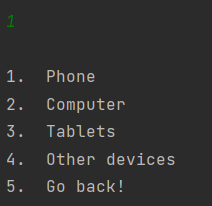 1
1. Phone
2. Computer
3. Tablets
4. Other devices
5. Go back!